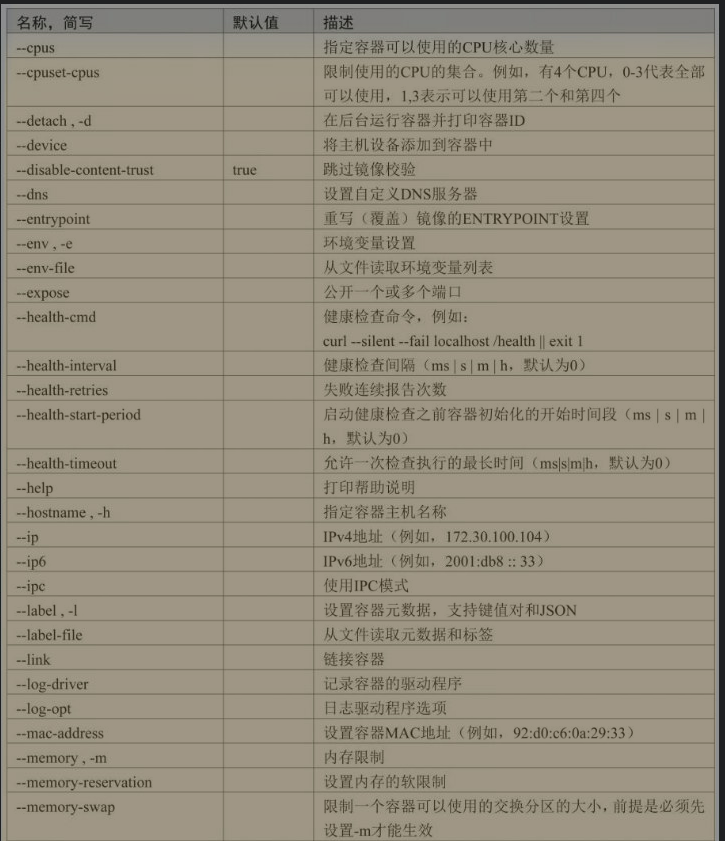 名称，简写 默认值 描述
--cpus 指定容器可以使用的CPU核心数量
--cpuset-cpus 限制使用的CPU的集合。例如，有4个CPU，0-3代表全部
可以使用，1,3表示可以使用第二个和第四个
--detach , -d 在后台运行容器并打印容器ID
--device 将主机设备添加到容器中
--disable-content-trust true 跳过镜像校验
--dns 设置自定义DNS服务器
--entrypoint 重写（覆盖）镜像的ENTRYPOINT设置
--env , -e 环境变量设置
--env-file 从文件读取环境变量列表
--expose 公开一个或多个端口
--health-cmd 健康检查命令，例如：
curl --silent --fail localhost /health || exit 1
--health-interval 健康检查间隔（ms | s | m | h，默认为0）
--health-retries 失败连续报告次数
--health-start-period 启动健康检查之前容器初始化的开始时间段（ms | s | m |
h，默认为0）
--health-timeout 允许一次检查执行的最长时间（ms|s|m|h，默认为0）
--help 打印帮助说明
--hostname , -h 指定容器主机名称
--ip IPv4地址（例如，172.30.100.104）
--ip6 IPv6地址（例如，2001:db8 :: 33）
--ipc 使用IPC模式
--label , -l 设置容器元数据，支持键值对和JSON
--label-file 从文件读取元数据和标签
--link 链接容器
--log-driver 记录容器的驱动程序
--log-opt 日志驱动程序选项
--mac-address 设置容器MAC地址（例如，92:d0:c6:0a:29:33）
--memory , -m 内存限制
--memory-reservation 设置内存的软限制
--memory-swap 限制一个容器可以使用的交换分区的大小，前提是必须先
设置-m才能生效